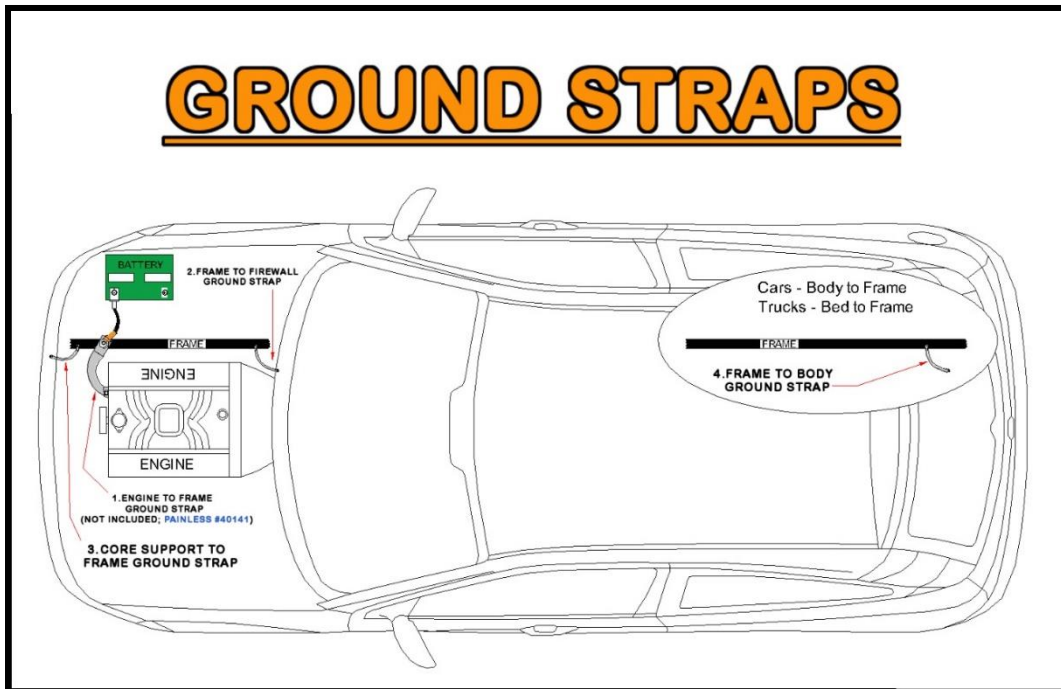 GROUND STRAPS
BATTERY
2.FRAME TO FIREWALL
GROUND STRAP
FRAME
ENGINE
ENGINE
1.ENGINE TO FRAME
GROUND STRAP
(NOT INCLUDED; PAINLESS #40141)
3.CORE SUPPORT TO
FRAME GROUND STRAP
Cars - Body to Frame
Trucks - Bed to Frame
FRAME
4.FRAME TO BODY
GROUND STRAP